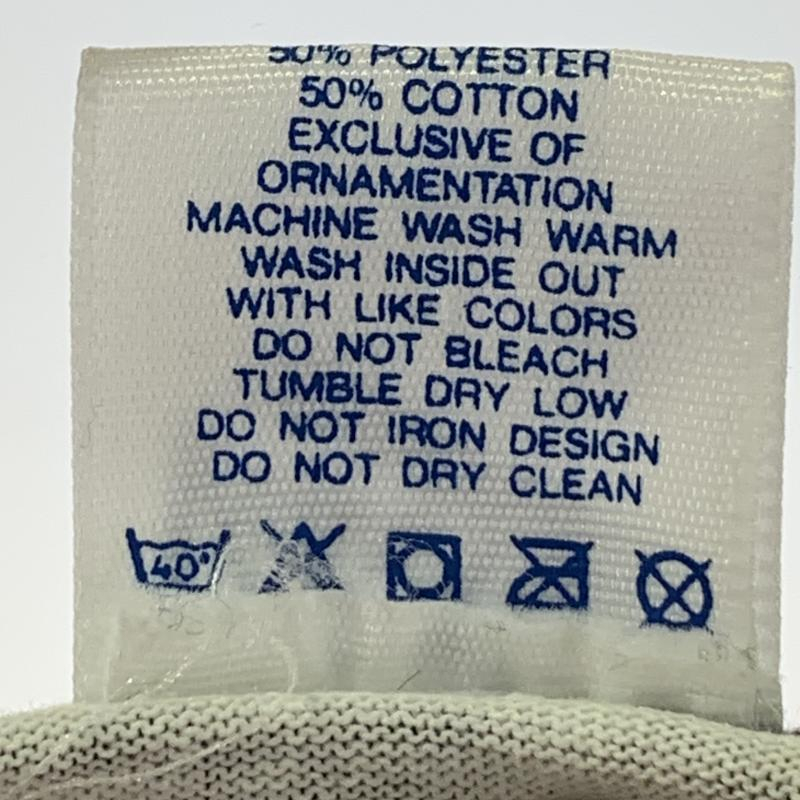 50% POLYESTER
50% COTTON
EXCLUSIVE OF
ORNAMENTATION
MACHINE WASH WARM
WASH INSIDE OUT
WITH LIKE COLORS
DO NOT BLEACH
TUMBLE DRY LOW
DO NOT IRON DESIGN
DO NOT DRY CLEAN
40°